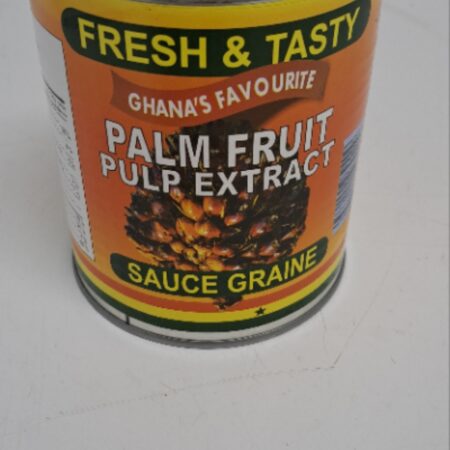 FRESH & TASTY
GHANA'S FAVOURITE
PALM FRUIT
PULP EXTRACT
SAUCE GRAINE